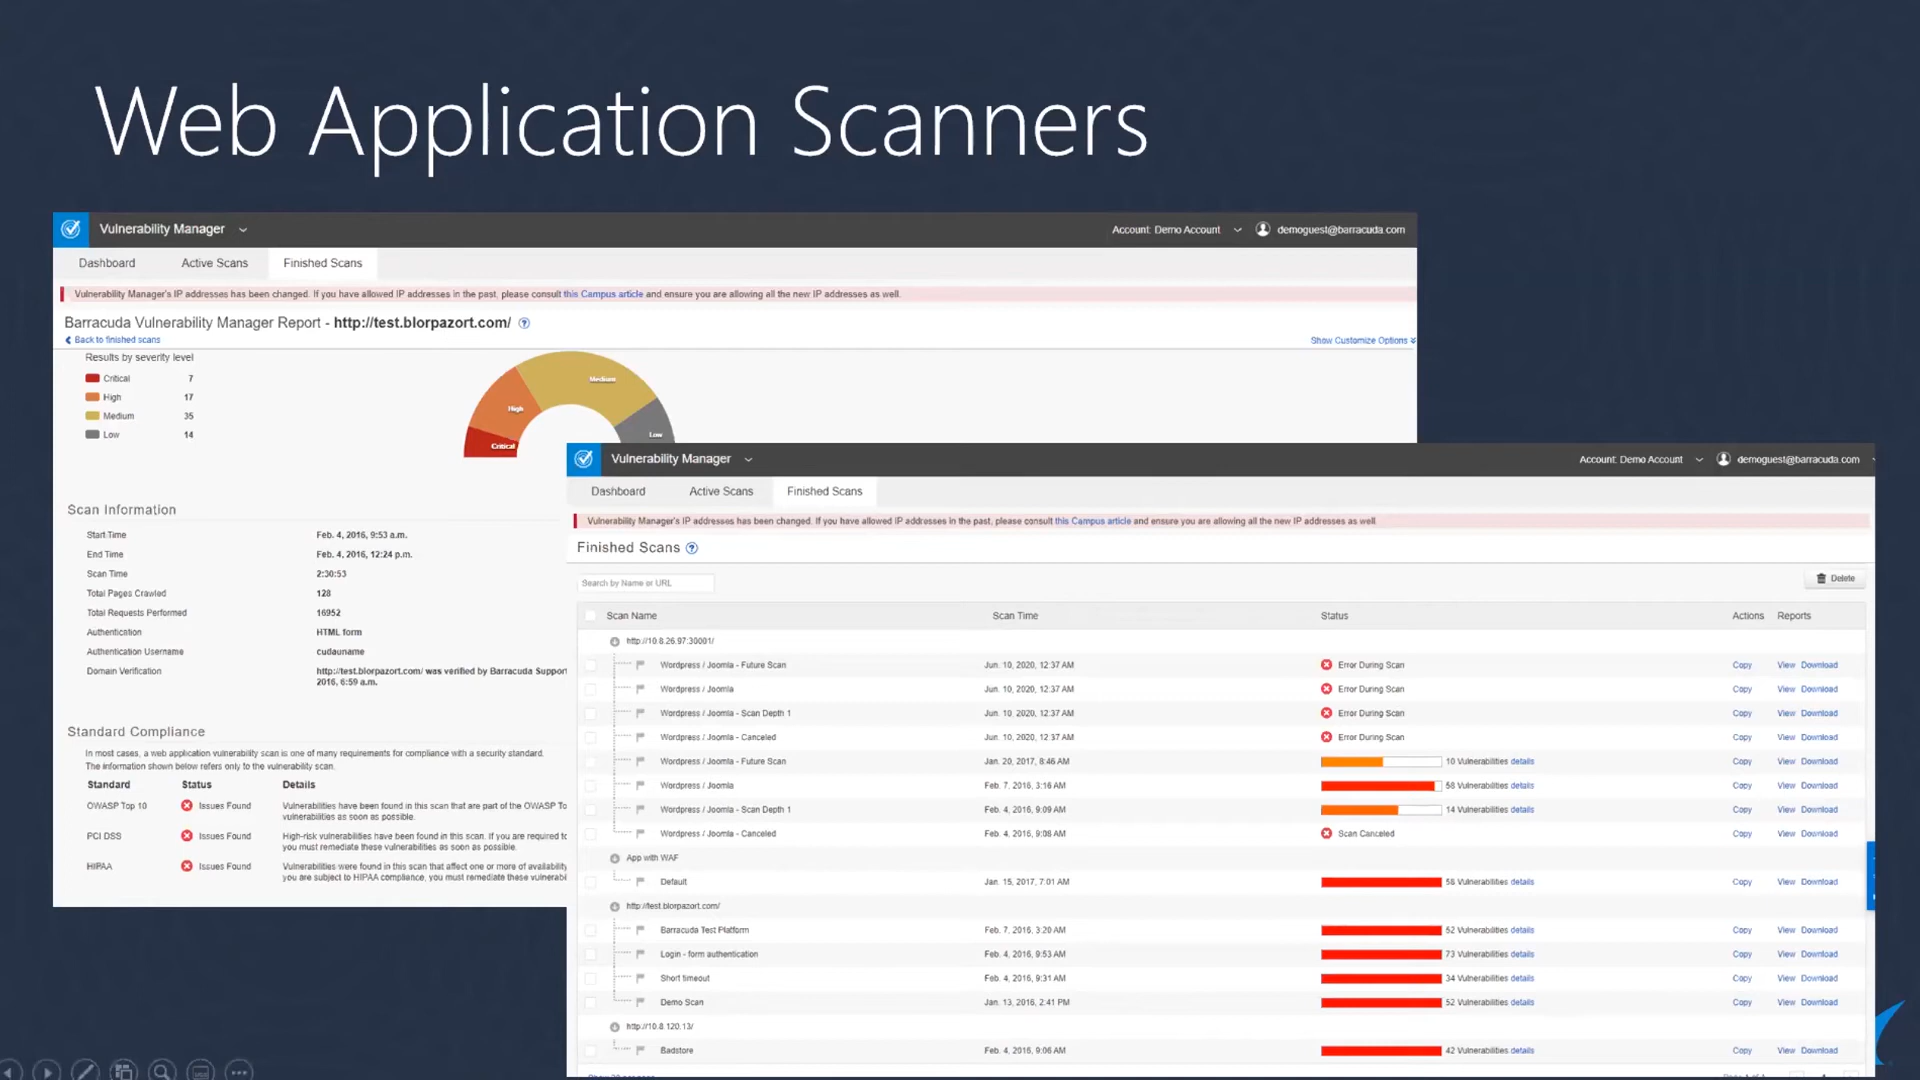 Web Application Scanners
Vulnerability Manager
Account: Demo Account demoguest@barracuda.com
Dashboard Active Scans Finished Scans
Vulnerability Manager's IP addresses has been changed. If you have allowed IP addresses in the past, please consult this Campus article and ensure you are allowing all the new IP addresses as well.
Barracuda Vulnerability Manager Report - http://test.blorpazort.com/
Back to finished scans
Show Customize Options
Results by severity level
Critical 7
High 17
Medium 35
Low 14
Medium
High
Low
Critical
Scan Information
Start Time Feb. 4, 2016, 9:53 a.m.
End Time Feb. 4, 2016, 12:24 p.m.
Scan Time 2:30:53
Total Pages Crawled 128
Total Requests Performed 16952
Authentication HTML form
Authentication Username cudauname
Domain Verification http://test.blorpazort.com/ was verified by Barracuda Support
2016, 6:59 a.m.
Standard Compliance
In most cases, a web application vulnerability scan is one of many requirements for compliance with a security standard.
The information shown below refers only to the vulnerability scan.
Standard Status Details
OWASP Top 10 Issues Found Vulnerabilities have been found in this scan that are part of the OWASP To
vulnerabilities as soon as possible.
PCI DSS Issues Found High-risk vulnerabilities have been found in this scan. If you are required to
you must remediate these vulnerabilities as soon as possible.
HIPAA Issues Found Vulnerabilities were found in this scan that affect one or more of availability
you are subject to HIPAA compliance, you must remediate these vulnerabi
Vulnerability Manager
Account: Demo Account demoguest@barracuda.com
Dashboard Active Scans Finished Scans
Vulnerability Manager's IP addresses has been changed. If you have allowed IP addresses in the past, please consult this Campus article and ensure you are allowing all the new IP addresses as well.
Finished Scans
Search by Name or URL
Delete
Scan Name Scan Time Status Actions Reports
http://10.8.26.97:30001/
Wordpress / Joomla - Future Scan Jun. 10, 2020, 12:37 AM Error During Scan Copy View Download
Wordpress / Joomla Jun. 10, 2020, 12:37 AM Error During Scan Copy View Download
Wordpress / Joomla - Scan Depth 1 Jun. 10, 2020, 12:37 AM Error During Scan Copy View Download
Wordpress / Joomla - Canceled Jun. 10, 2020, 12:37 AM Error During Scan Copy View Download
Wordpress / Joomla - Future Scan Jan. 20, 2017, 8:46 AM 10 Vulnerabilities details Copy View Download
Wordpress / Joomla Feb. 7, 2016, 3:16 AM 58 Vulnerabilities details Copy View Download
Wordpress / Joomla - Scan Depth 1 Feb. 4, 2016, 9:09 AM 14 Vulnerabilities details Copy View Download
Wordpress / Joomla - Canceled Feb. 4, 2016, 9:08 AM Scan Canceled Copy View Download
App with WAF
Default Jan. 15, 2017, 7:01 AM 56 Vulnerabilities details Copy View Download
http://test.blorpazort.com/
Barracuda Test Platform Feb. 7, 2016, 3:20 AM 52 Vulnerabilities details Copy View Download
Login - form authentication Feb. 4, 2016, 9:53 AM 73 Vulnerabilities details Copy View Download
Short timeout Feb. 4, 2016, 9:31 AM 34 Vulnerabilities details Copy View Download
Demo Scan Jan. 13, 2016, 2:41 PM 52 Vulnerabilities details Copy View Download
http://10.8.120.13/
Badstore Feb. 4, 2016, 9:06 AM 42 Vulnerabilities details Copy View Download